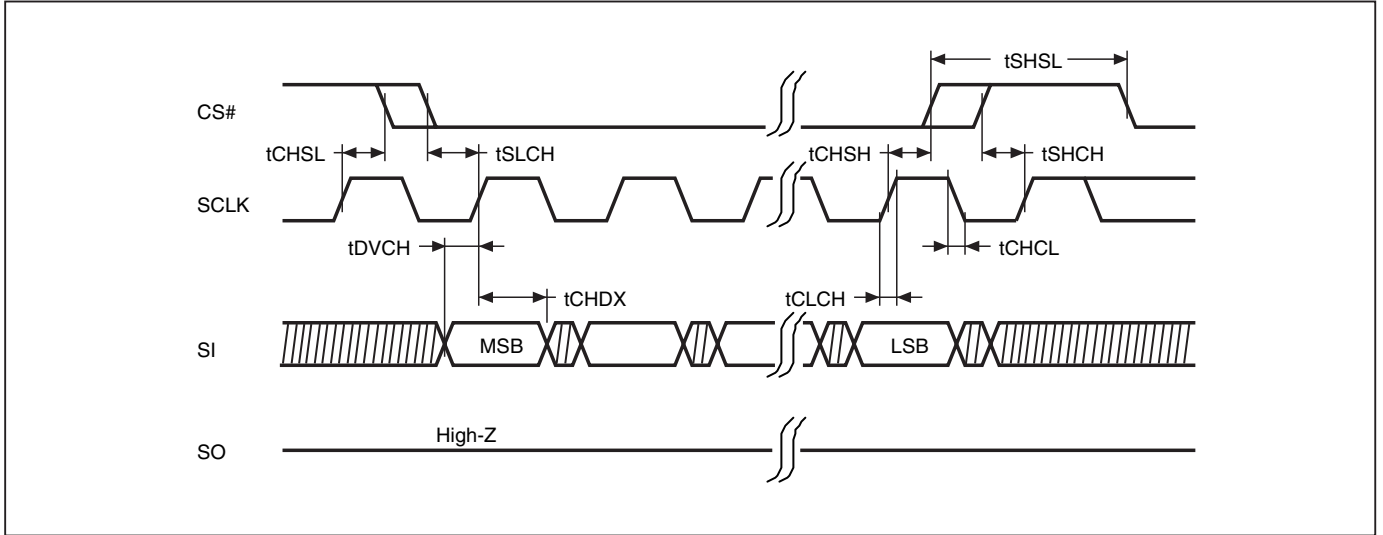 tSHSL
CS#
tCHSL
tSLCH
tCHSH
tSHCH
SCLK
tDVCH
tCHCL
tCHDX
tCLCH
SI
MSB
LSB
High-Z
SO